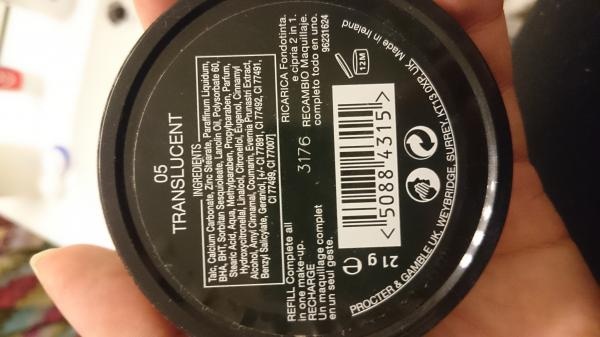 05
TRANSLUCENT
INGREDIENTS
Talc, Calcium Carbonate, Zinc Stearate, Paraffinum Liquidum,
BHA, BHT, Sorbitan Sesquioleate, Lanolin Oil, Polysorbate 60,
Stearic Acid, Aqua, Methylparaben, Propylparaben, Parfum,
Hydroxycitronellal, Linalool, Citronellol, Eugenol, Cinnamyl
Alcohol, Amyl Cinnamal, Coumarin, Evernia Prunastri Extract,
Benzyl Salicylate, Geraniol, [+/- CI 77891, CI 77492, CI 77491,
CI 77499, CI 77007]
REFILL Complete all
in one make-up.
RECHARGE
Un maquillage complet
en un seul geste.
3176
RICARICA Fondotinta
e cipria 2 in 1.
RECAMBIO Maquillaje.
completo todo en uno.
96231624
12M
21 g e
<15088 4315>
PROCTER & GAMBLE UK, WEYBRIDGE, SURREY, KT13 0XP UK Made in Ireland